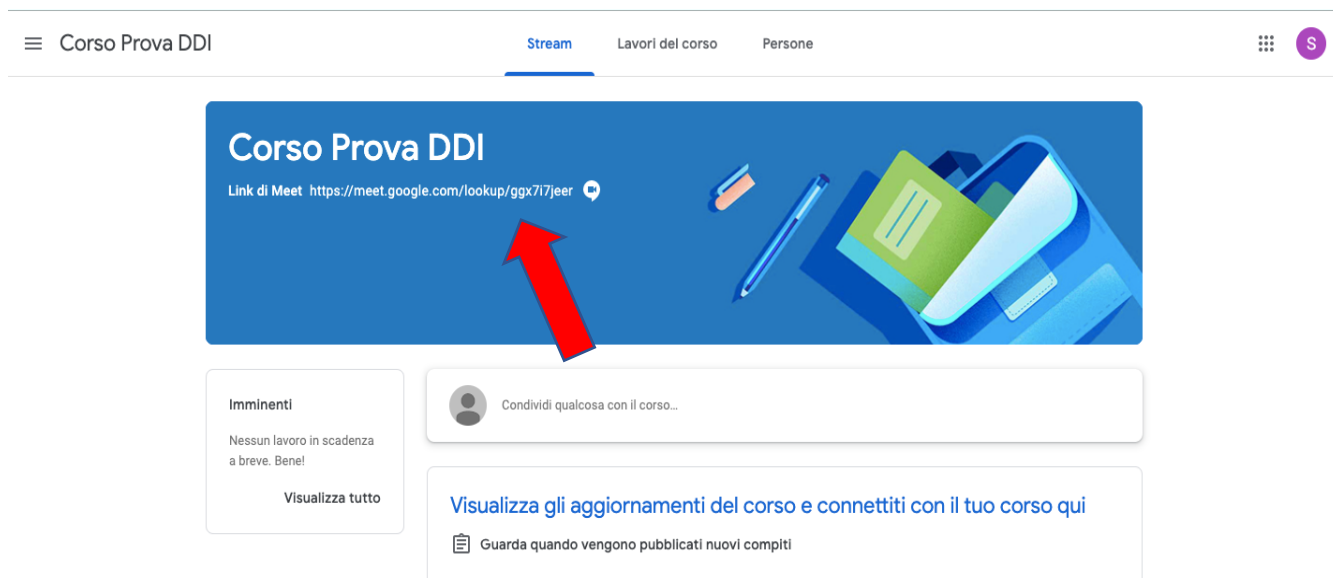 Corso Prova DDI
Stream Lavori del corso Persone
S
Corso Prova DDI
Link di Meet https://meet.google.com/lookup/ggx7i7jeer
Imminenti
Nessun lavoro in scadenza
a breve. Bene!
Visualizza tutto
Condividi qualcosa con il corso...
Visualizza gli aggiornamenti del corso e connettiti con il tuo corso qui
Guarda quando vengono pubblicati nuovi compiti